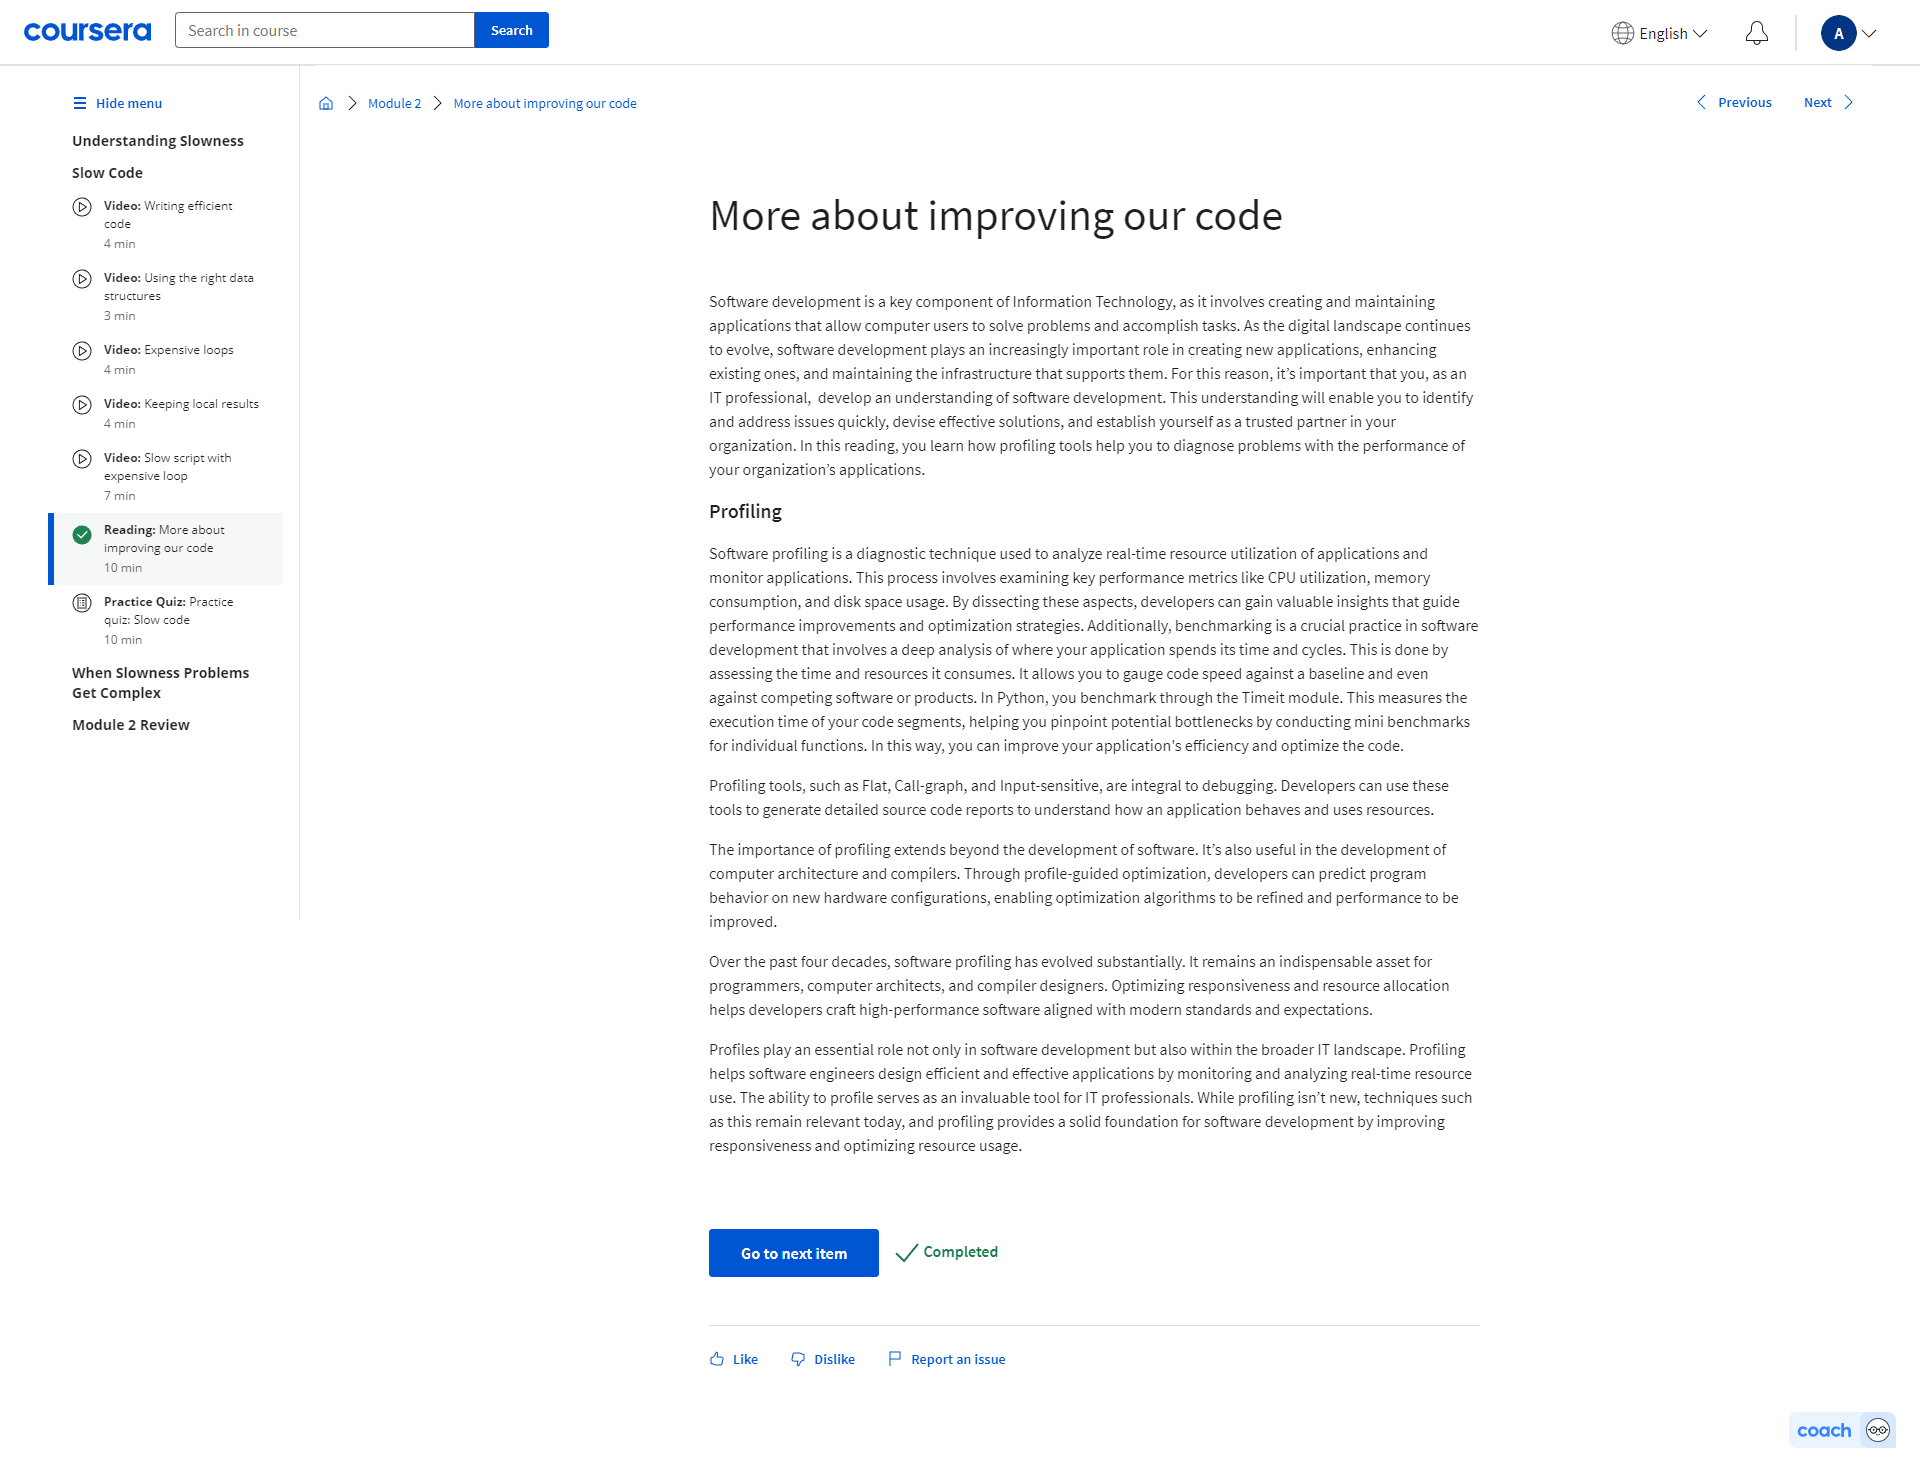 coursera
Search in course
Search
English
A
Hide menu
Understanding Slowness
Slow Code
Video: Writing efficient
code
4 min
Video: Using the right data
structures
3 min
Video: Expensive loops
4 min
Video: Keeping local results
4 min
Video: Slow script with
expensive loop
7 min
Reading: More about
improving our code
10 min
Practice Quiz: Practice
quiz: Slow code
10 min
When Slowness Problems
Get Complex
Module 2 Review
Module 2
More about improving our code
Previous
Next
More about improving our code
Software development is a key component of Information Technology, as it involves creating and maintaining
applications that allow computer users to solve problems and accomplish tasks. As the digital landscape continues
to evolve, software development plays an increasingly important role in creating new applications, enhancing
existing ones, and maintaining the infrastructure that supports them. For this reason, it’s important that you, as an
IT professional,  develop an understanding of software development. This understanding will enable you to identify
and address issues quickly, devise effective solutions, and establish yourself as a trusted partner in your
organization. In this reading, you learn how profiling tools help you to diagnose problems with the performance of
your organization’s applications.
Profiling
Software profiling is a diagnostic technique used to analyze real-time resource utilization of applications and
monitor applications. This process involves examining key performance metrics like CPU utilization, memory
consumption, and disk space usage. By dissecting these aspects, developers can gain valuable insights that guide
performance improvements and optimization strategies. Additionally, benchmarking is a crucial practice in software
development that involves a deep analysis of where your application spends its time and cycles. This is done by
assessing the time and resources it consumes. It allows you to gauge code speed against a baseline and even
against competing software or products. In Python, you benchmark through the Timeit module. This measures the
execution time of your code segments, helping you pinpoint potential bottlenecks by conducting mini benchmarks
for individual functions. In this way, you can improve your application's efficiency and optimize the code.
Profiling tools, such as Flat, Call-graph, and Input-sensitive, are integral to debugging. Developers can use these
tools to generate detailed source code reports to understand how an application behaves and uses resources.
The importance of profiling extends beyond the development of software. It’s also useful in the development of
computer architecture and compilers. Through profile-guided optimization, developers can predict program
behavior on new hardware configurations, enabling optimization algorithms to be refined and performance to be
improved.
Over the past four decades, software profiling has evolved substantially. It remains an indispensable asset for
programmers, computer architects, and compiler designers. Optimizing responsiveness and resource allocation
helps developers craft high-performance software aligned with modern standards and expectations.
Profiles play an essential role not only in software development but also within the broader IT landscape. Profiling
helps software engineers design efficient and effective applications by monitoring and analyzing real-time resource
use. The ability to profile serves as an invaluable tool for IT professionals. While profiling isn’t new, techniques such
as this remain relevant today, and profiling provides a solid foundation for software development by improving
responsiveness and optimizing resource usage.
Go to next item
Completed
Like
Dislike
Report an issue
coach